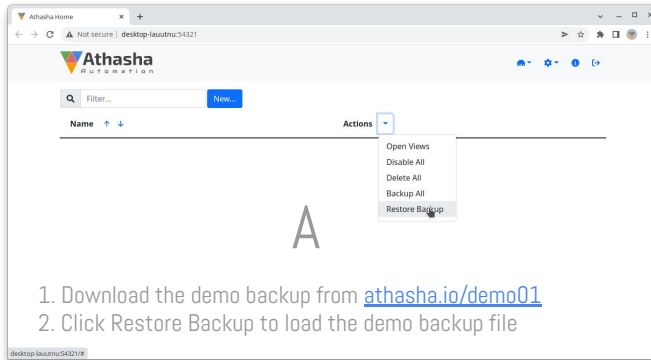 Athasha Home
Not secure | desktop-lauutnu:54321
Athasha
Automation
Filter...
New...
Name
Actions
Open Views
Disable All
Delete All
Backup All
Restore Backup
A
1. Download the demo backup from athasha.io/demo01
2. Click Restore Backup to load the demo backup file
desktop-lauutnu:54321/#